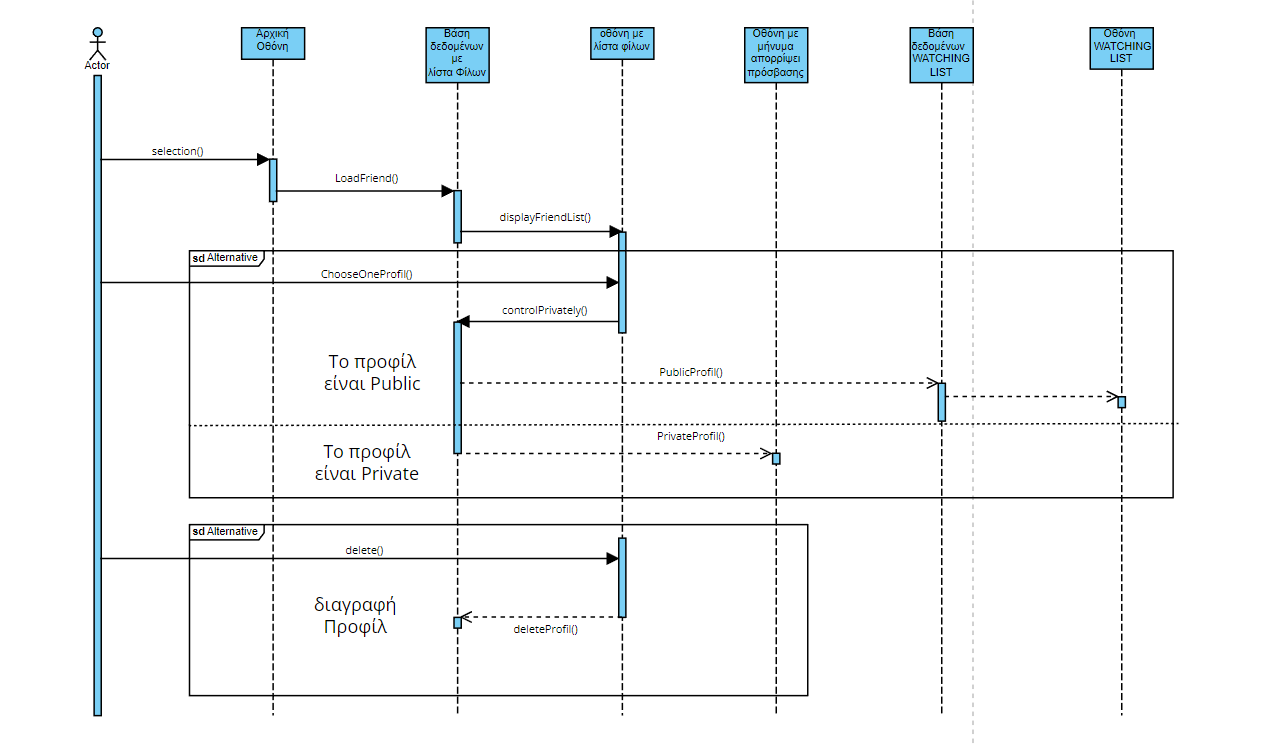 Actor
Αρχική
Οθόνη
Βάση
δεδομένων
με
λίστα Φίλων
οθόνη με
λίστα φίλων
Οθόνη με
μήνυμα
απορρίψει
πρόσβασης
Βάση
δεδομένων
WATCHING
LIST
Οθόνη
WATCHING
LIST
selection()
LoadFriend()
displayFriendList()
sd Alternative
ChooseOneProfil()
controlPrivately()
Το προφίλ
είναι Public
PublicProfil()
Το προφίλ
είναι Private
PrivateProfil()
sd Alternative
delete()
διαγραφή
Προφίλ
deleteProfil()